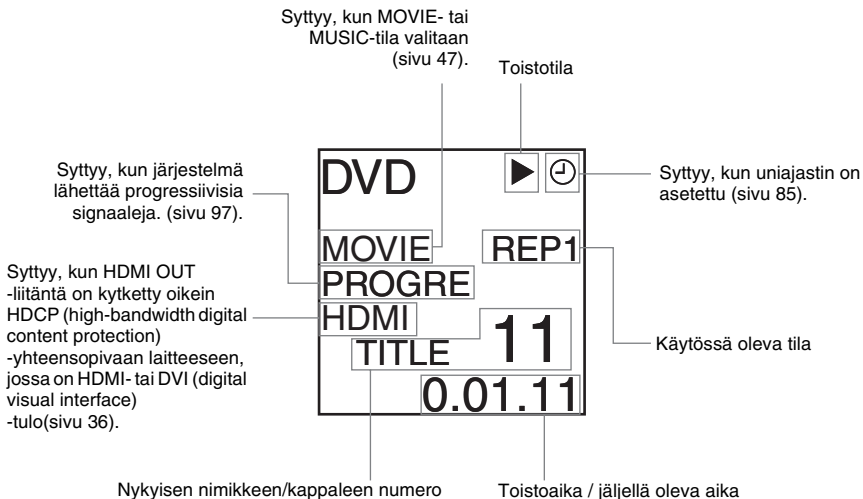 Syttyy, kun MOVIE- tai
MUSIC-tila valitaan
(sivu 47).
Toistotila
Syttyy, kun järjestelmä
lähettää progressiivisia
signaaleja. (sivu 97).
DVD
Syttyy, kun uniajastin on
asetettu (sivu 85).
MOVIE
REP1
PROGRE
Syttyy, kun HDMI OUT
-liitäntä on kytketty oikein
HDCP (high-bandwidth digital
content protection)
-yhteensopivaan laitteeseen,
jossa on HDMI- tai DVI (digital
visual interface)
-tulo(sivu 36).
HDMI
TITLE 11
Käytössä oleva tila
0.01.11
Nykyisen nimikkeen/kappaleen numero
Toistoaika / jäljellä oleva aika